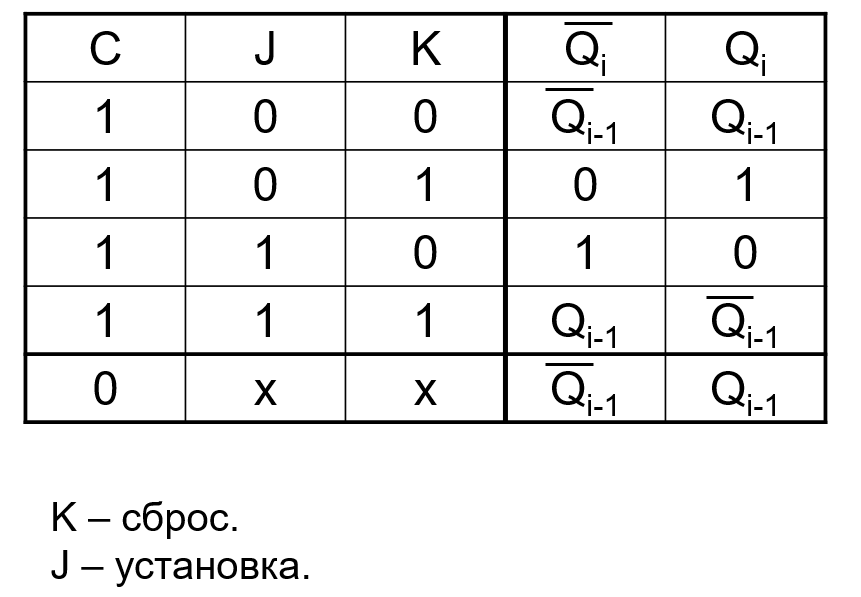 C J K Q̅i Qi
1 0 0 Q̅i-1 Qi-1
1 0 1 0 1
1 1 0 1 0
1 1 1 Qi-1 Q̅i-1
0 x x Q̅i-1 Qi-1
K – сброс.
J – установка.